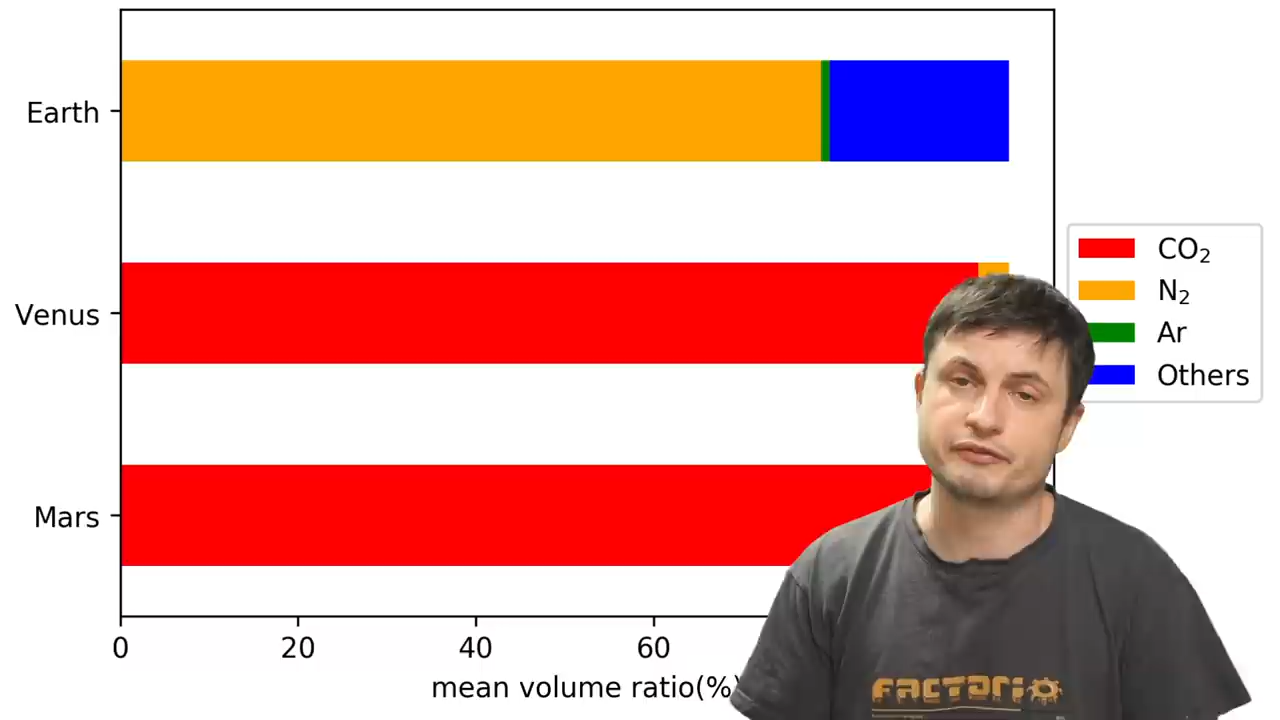 Earth
Venus
Mars
0 20 40 60
mean volume ratio(%)
CO₂
N₂
Ar
Others
FACTORIO